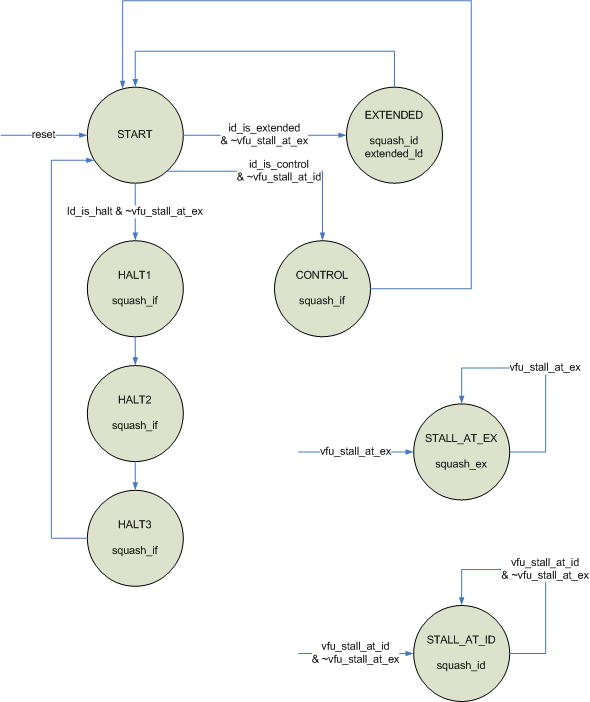 reset
START
id_is_extended
& ~vfu_stall_at_ex
EXTENDED
squash_id
extended_ld
id_is_control
& ~vfu_stall_at_id
Id_is_halt & ~vfu_stall_at_ex
HALT1
squash_if
CONTROL
squash_if
HALT2
squash_if
HALT3
squash_if
vfu_stall_at_ex
vfu_stall_at_ex
STALL_AT_EX
squash_ex
vfu_stall_at_id
& ~vfu_stall_at_ex
vfu_stall_at_id
& ~vfu_stall_at_ex
STALL_AT_ID
squash_id